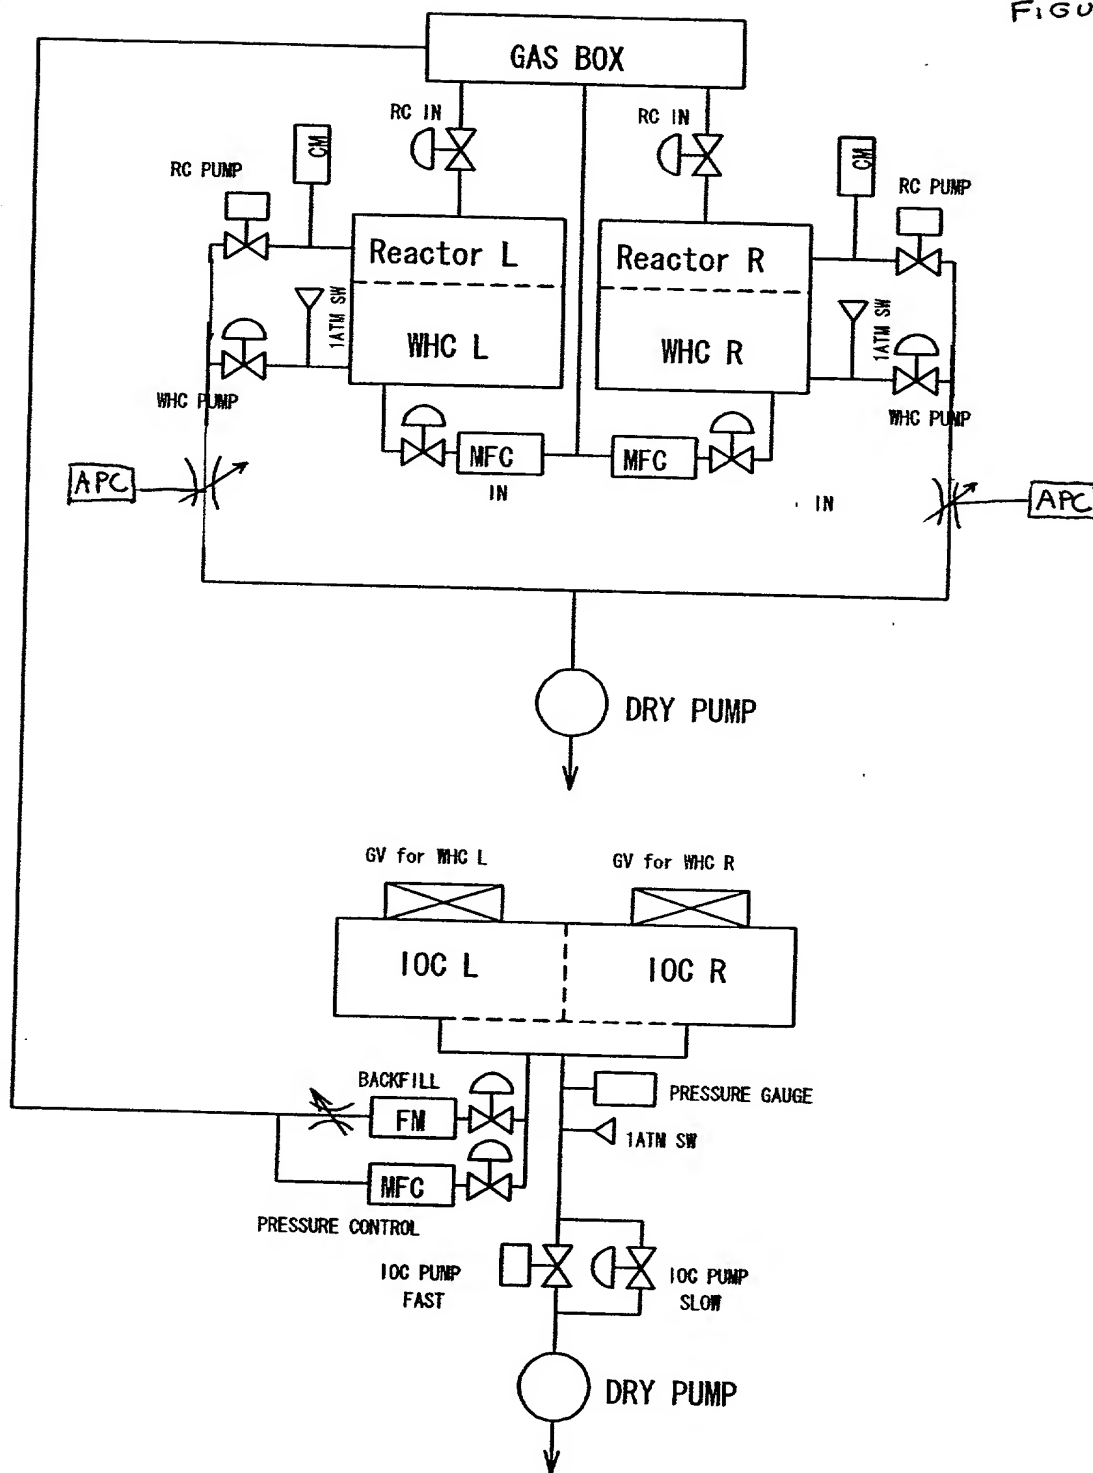 FIGU
GAS BOX
RC IN
RC IN
CM
CM
RC PUMP
RC PUMP
Reactor L
Reactor R
1ATM SW
1ATM SW
WHC L
WHC R
WHC PUMP
WHC PUMP
MFC
MFC
IN
IN
APC
APC
DRY PUMP
GV for WHC L
GV for WHC R
IOC L
IOC R
BACKFILL
FM
PRESSURE GAUGE
1ATM SW
MFC
PRESSURE CONTROL
IOC PUMP
FAST
IOC PUMP
SLOW
DRY PUMP